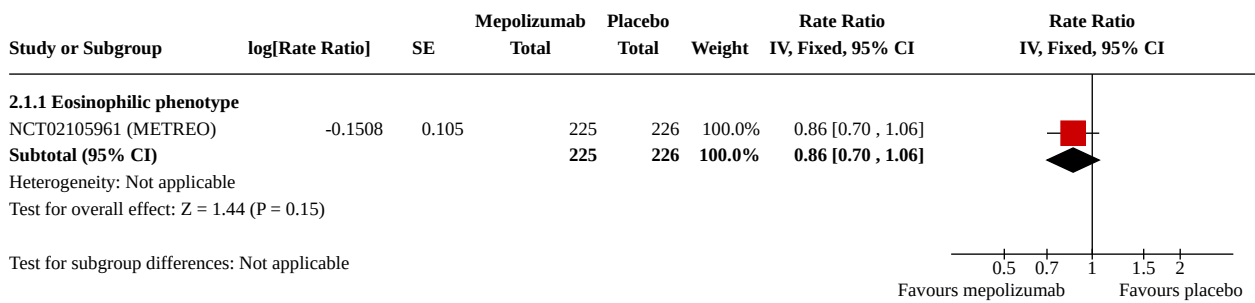 Mepolizumab Placebo Rate Ratio Rate Ratio
Study or Subgroup log[Rate Ratio] SE Total Total Weight IV, Fixed, 95% CI IV, Fixed, 95% CI
2.1.1 Eosinophilic phenotype
NCT02105961 (METREO) -0.1508 0.105 225 226 100.0% 0.86 [0.70 , 1.06]
Subtotal (95% CI) 225 226 100.0% 0.86 [0.70 , 1.06]
Heterogeneity: Not applicable
Test for overall effect: Z = 1.44 (P = 0.15)
Test for subgroup differences: Not applicable
0.5 0.7 1 1.5 2
Favours mepolizumab Favours placebo